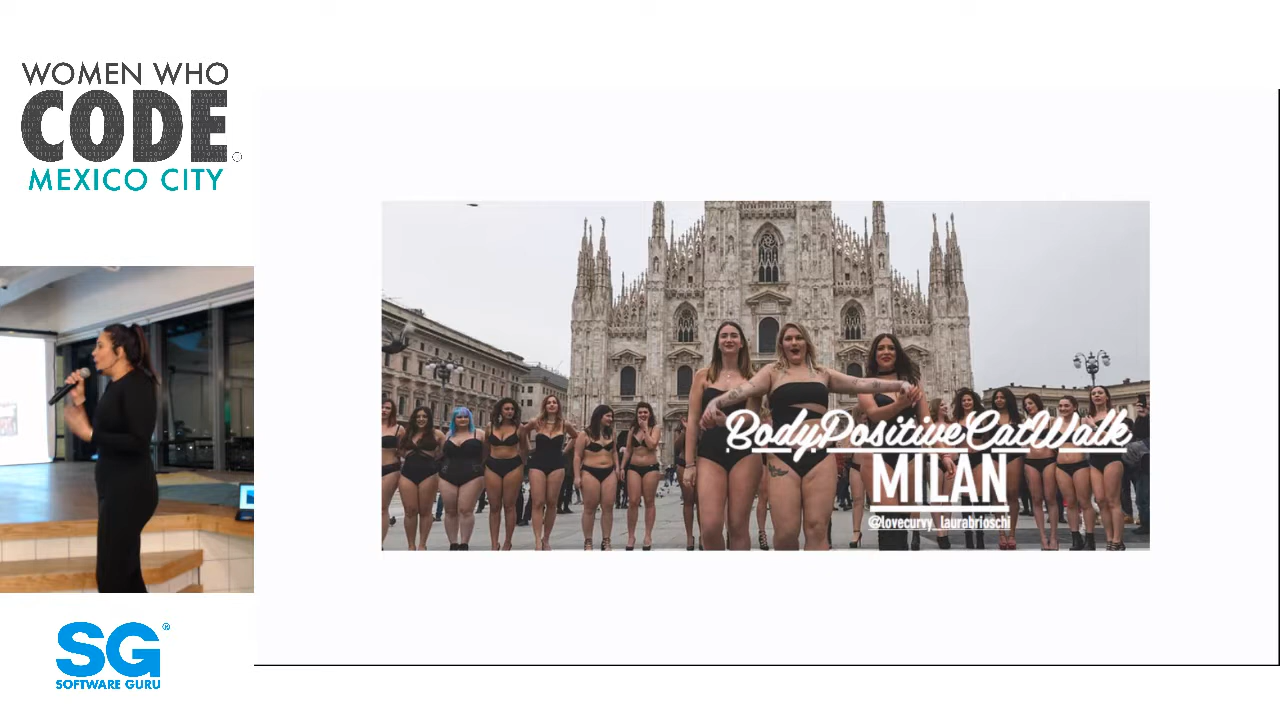 WOMEN WHO
CODE
MEXICO CITY
BodyPositiveCatWalk
MILAN
@lovecurvy_laurabrioschi
SG®
SOFTWARE GURU